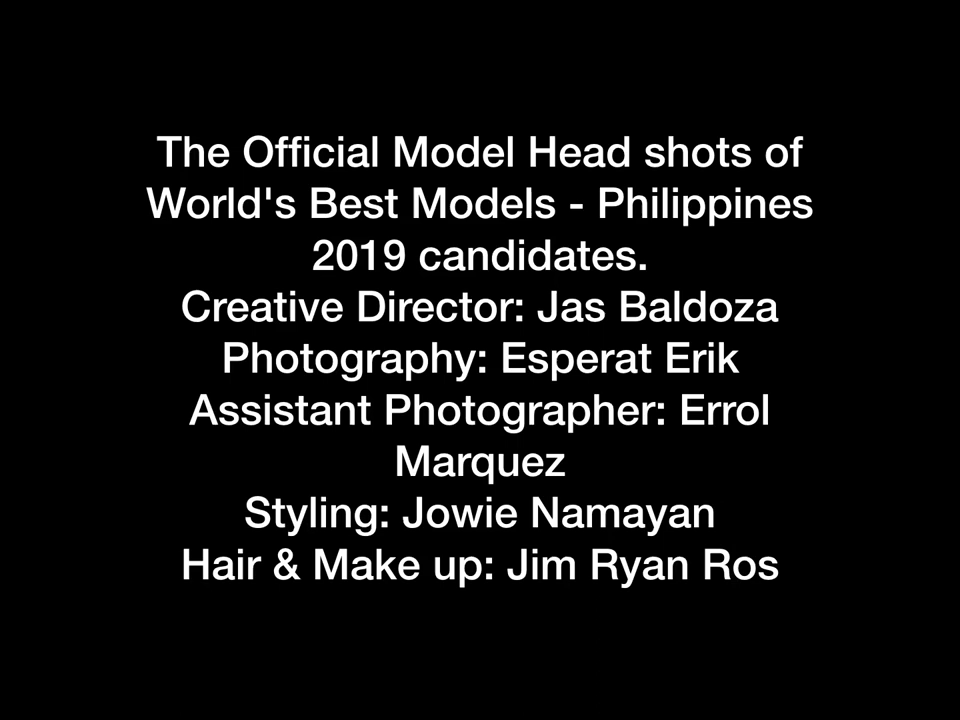 The Official Model Head shots of
World's Best Models - Philippines
2019 candidates.
Creative Director: Jas Baldoza
Photography: Esperat Erik
Assistant Photographer: Errol
Marquez
Styling: Jowie Namayan
Hair & Make up: Jim Ryan Ros